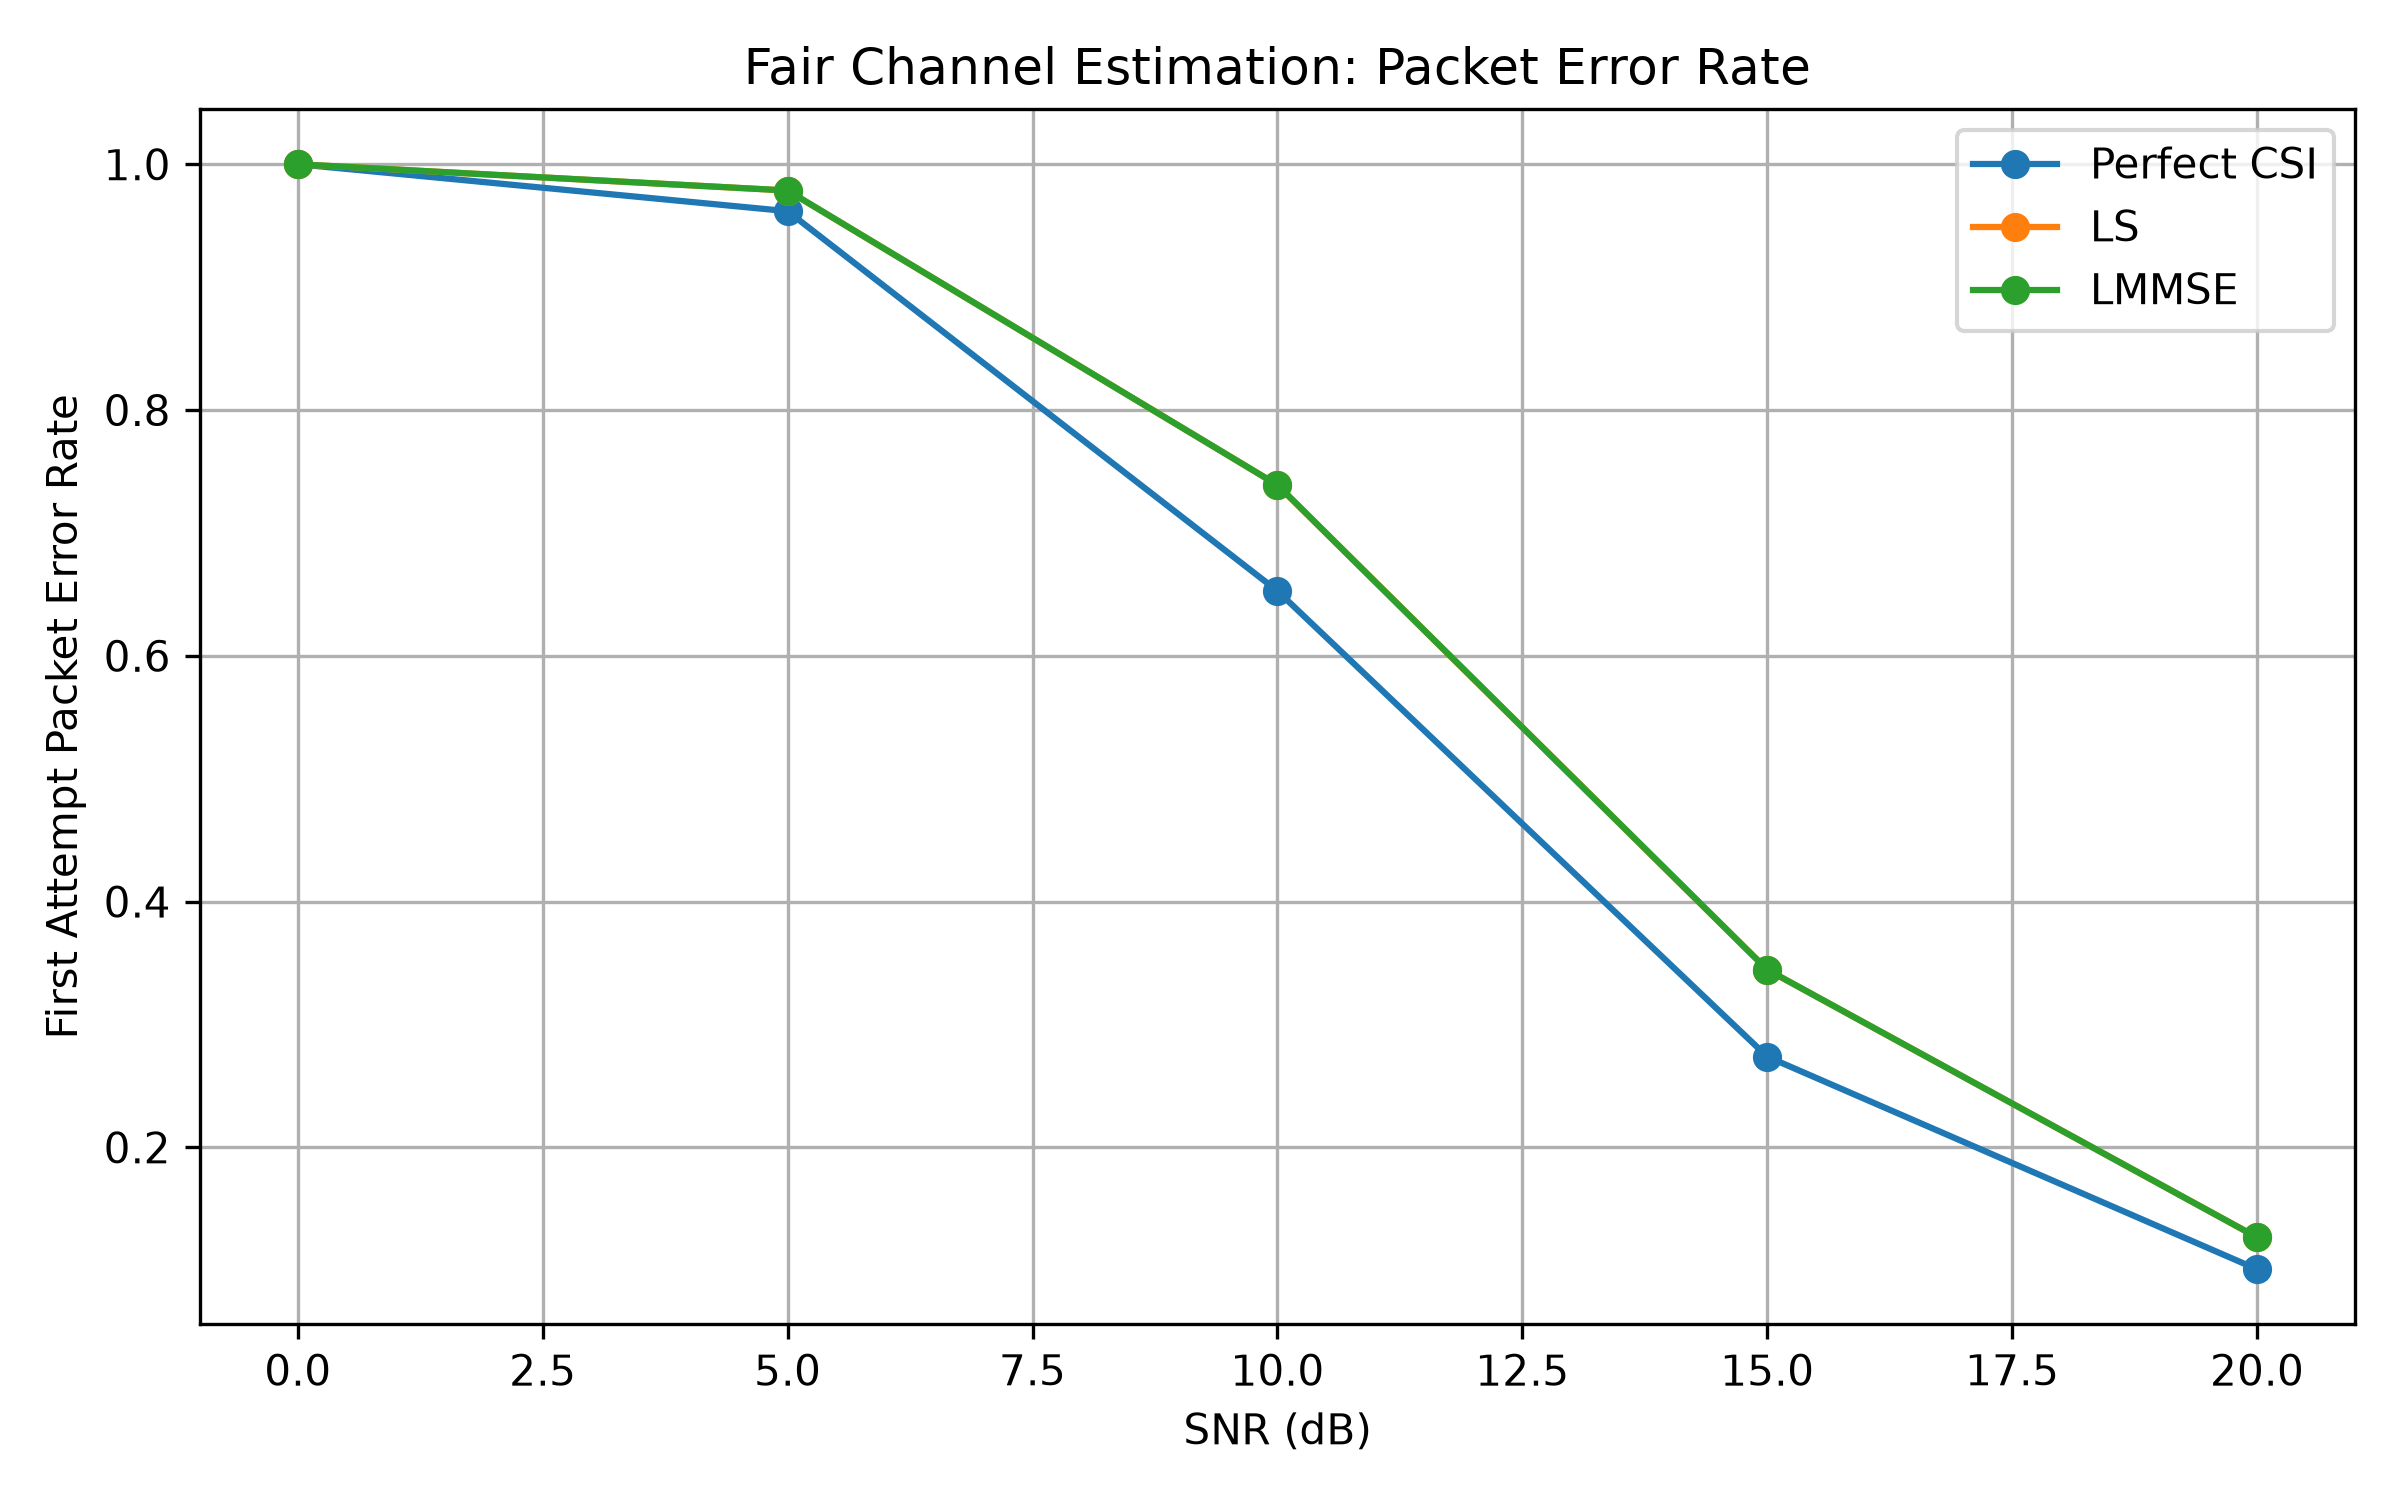 Fair Channel Estimation: Packet Error Rate
Perfect CSI
LS
LMMSE
First Attempt Packet Error Rate
1.0
0.8
0.6
0.4
0.2
0.0 2.5 5.0 7.5 10.0 12.5 15.0 17.5 20.0
SNR (dB)